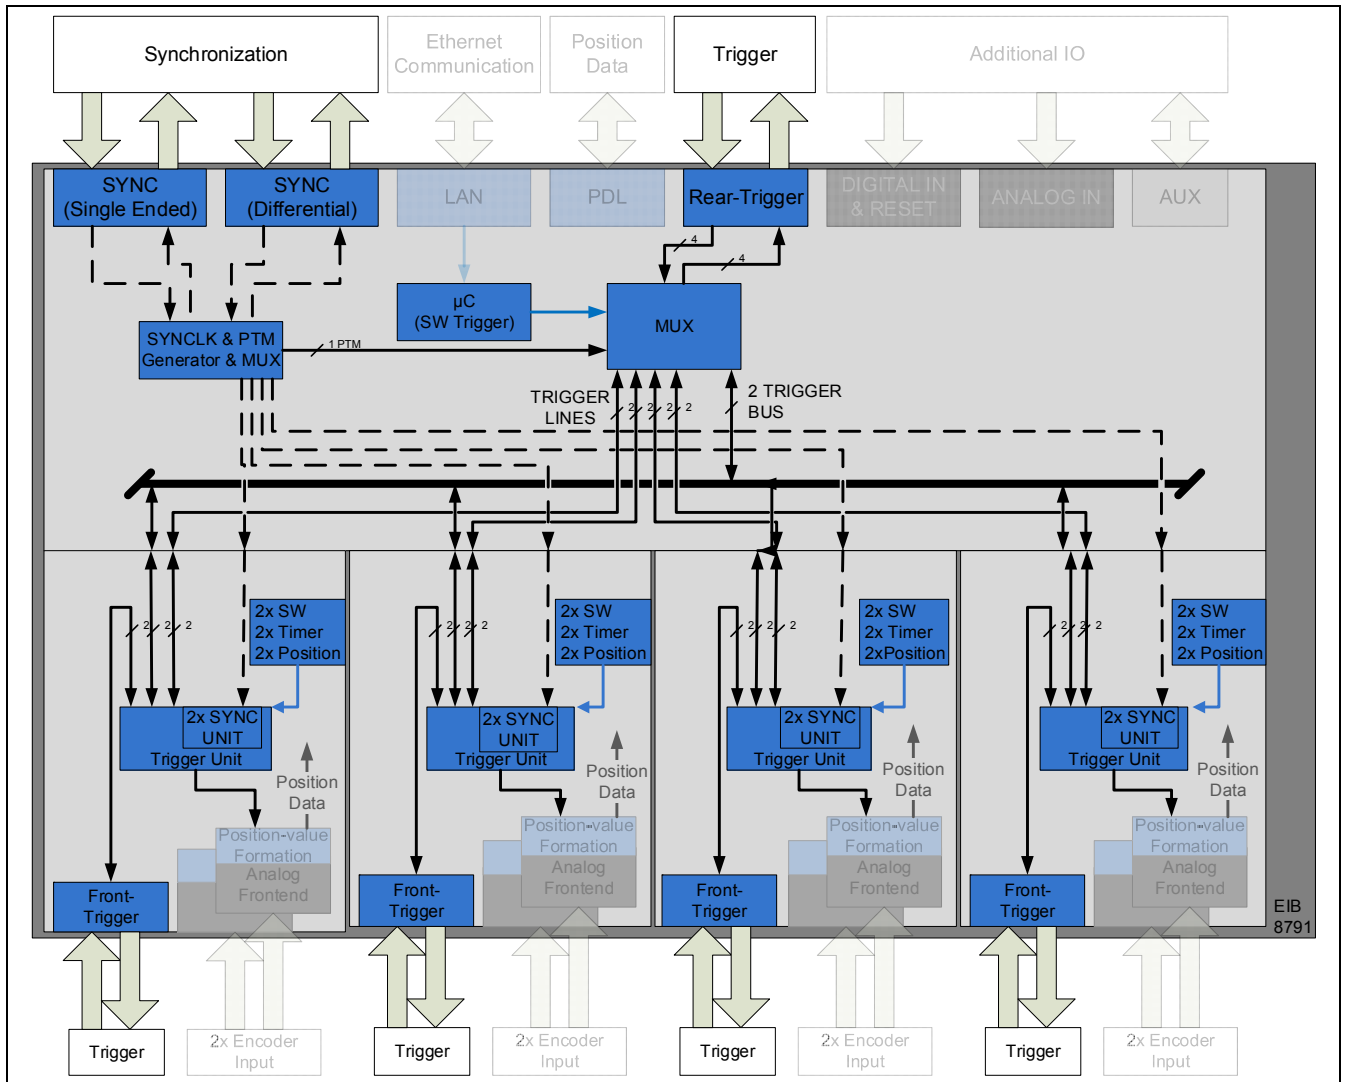 Synchronization
Ethernet
Communication
Position
Data
Trigger
Additional IO
SYNC
(Single Ended)
SYNC
(Differential)
LAN
PDL
Rear-Trigger
DIGITAL IN
& RESET
ANALOG IN
AUX
4
4
µC
(SW Trigger)
MUX
SYNCLK & PTM
Generator & MUX
1 PTM
TRIGGER
LINES
2
2
2
2
2 TRIGGER
BUS
2x SW
2x Timer
2x Position
2
2
2
2x SYNC
UNIT
Trigger Unit
Position
Data
Position-value
Formation
Analog
Frontend
Front-
Trigger
2x SW
2x Timer
2x Position
2
2
2
2x SYNC
UNIT
Trigger Unit
Position
Data
Position-value
Formation
Analog
Frontend
Front-
Trigger
2x SW
2x Timer
2xPosition
2
2
2
2x SYNC
UNIT
Trigger Unit
Position
Data
Position-value
Formation
Analog
Frontend
Front-
Trigger
2x SW
2x Timer
2x Position
2
2
2
2x SYNC
UNIT
Trigger Unit
Position
Data
Position-value
Formation
Analog
Frontend
Front-
Trigger
EIB
8791
Trigger
2x Encoder
Input
Trigger
2x Encoder
Input
Trigger
2x Encoder
Input
Trigger
2x Encoder
Input